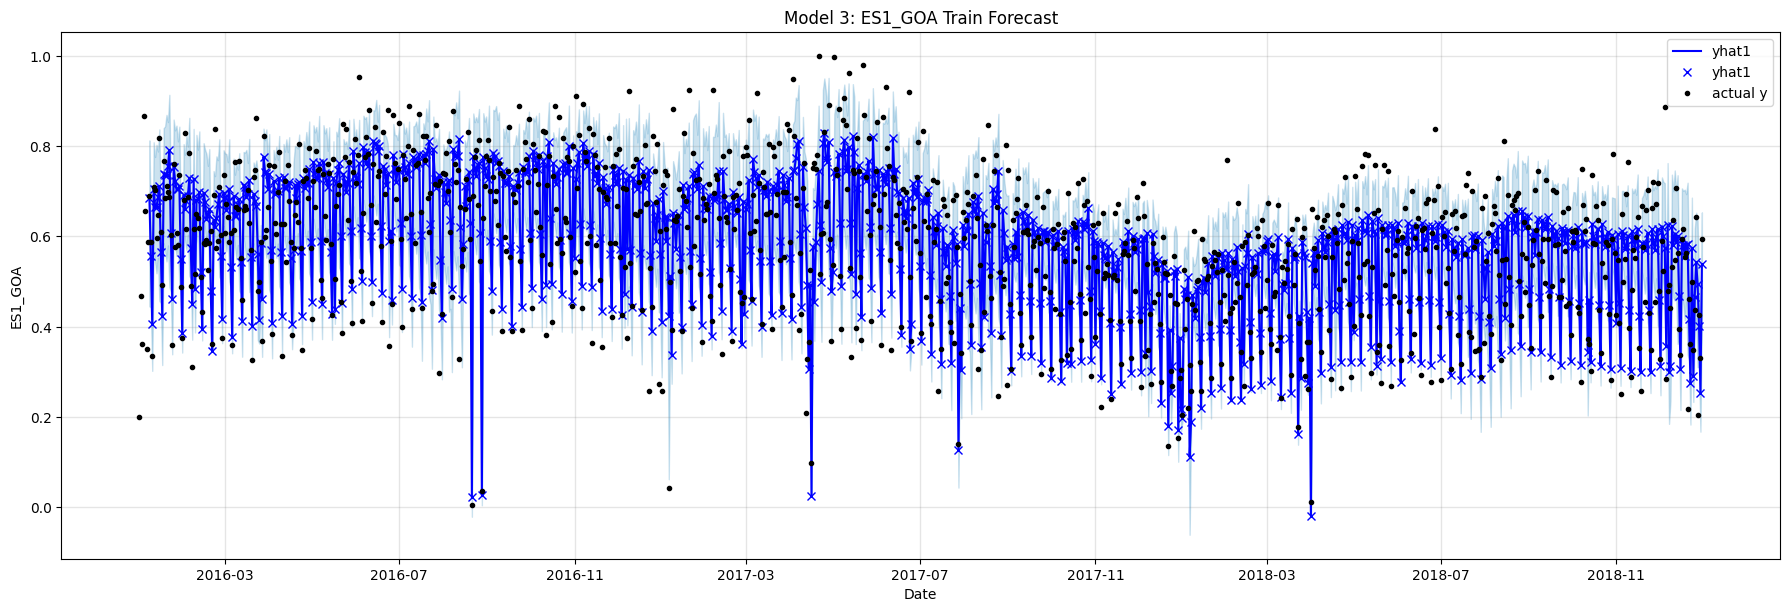 Model 3: ES1_GOA Train Forecast
yhat1
yhat1
actual y
1.0
0.8
0.6
0.4
0.2
0.0
ES1_GOA
2016-03
2016-07
2016-11
2017-03
2017-07
2017-11
2018-03
2018-07
2018-11
Date